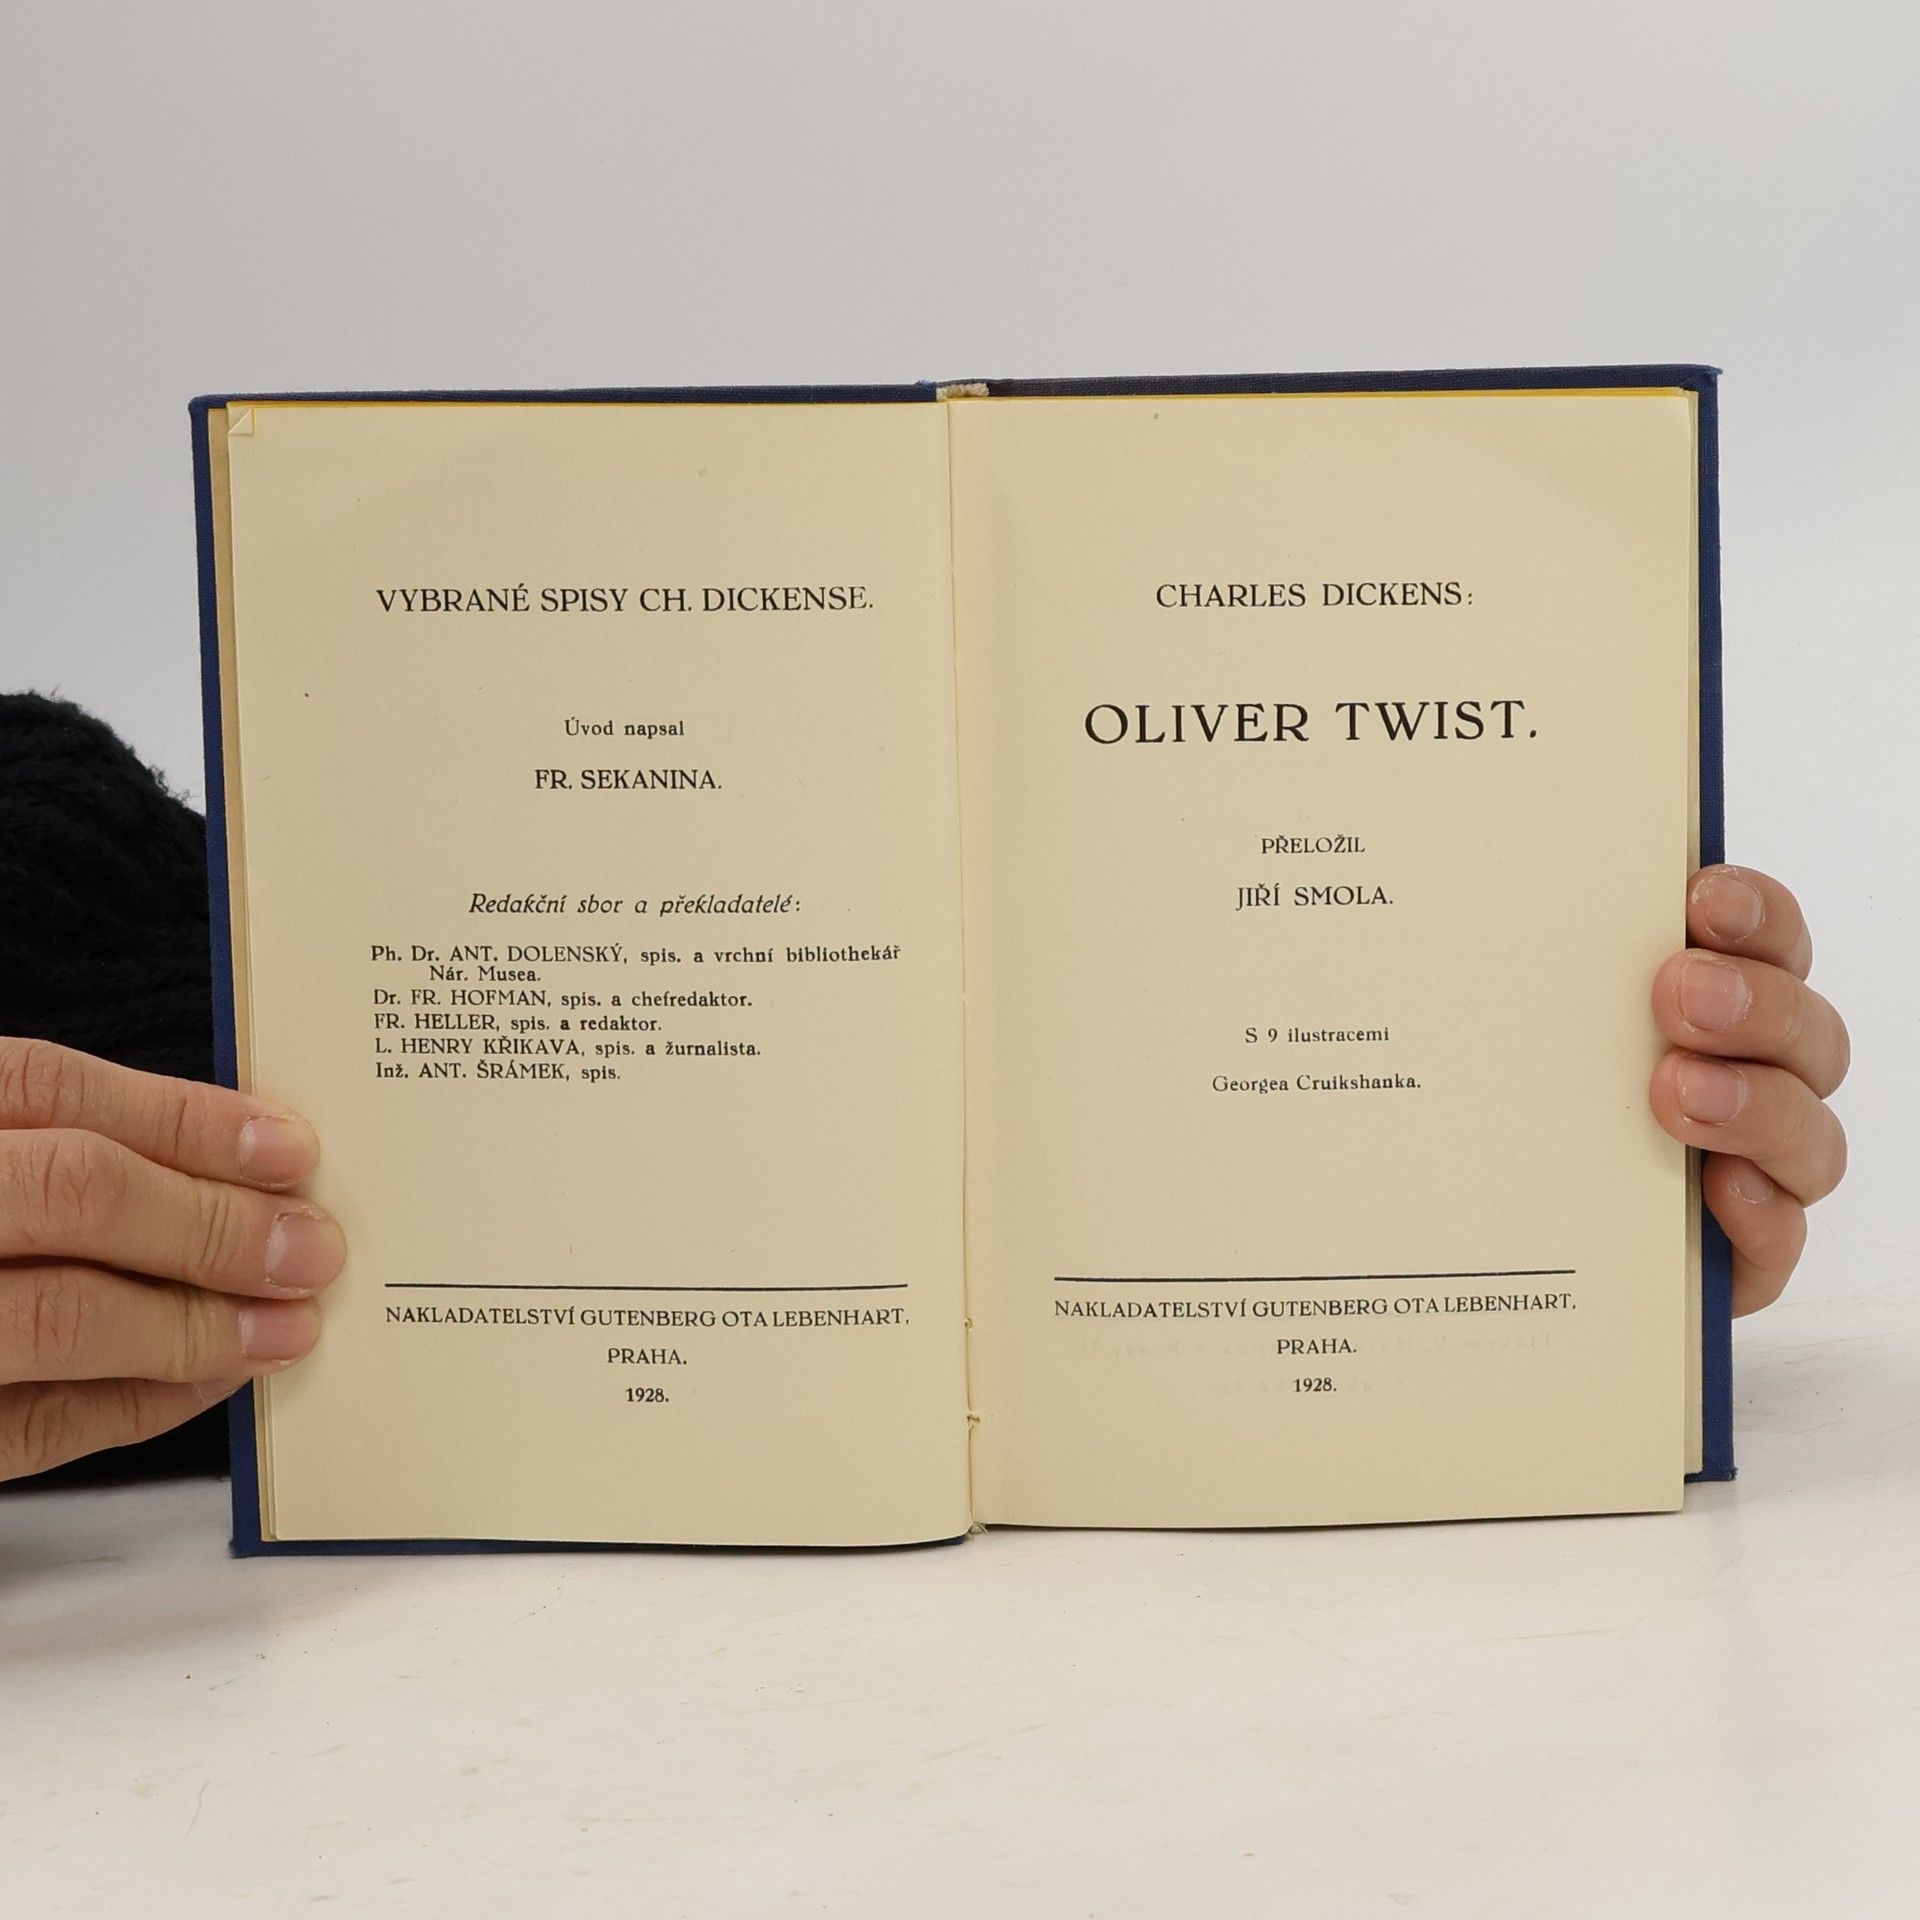 VYBRANÉ SPISY CH. DICKENSE.
Úvod napsal
FR. SEKANINA.
Redakční sbor a překladatelé:
Ph. Dr. ANT. DOLENSKÝ, spis. a vrchní bibliothekář
Nár. Musea.
Dr. FR. HOFMAN, spis. a chefredaktor.
FR. HELLER, spis. a redaktor.
L. HENRY KŘIKAVA, spis. a žurnalista.
Inž. ANT. ŠRÁMEK, spis.
NAKLADATELSTVÍ GUTENBERG OTA LEBENHART,
PRAHA.
1928.
CHARLES DICKENS:
OLIVER TWIST.
PŘELOŽIL
JIŘÍ SMOLA.
S 9 ilustracemi
Georgea Cruikshanka.
NAKLADATELSTVÍ GUTENBERG OTA LEBENHART,
PRAHA.
1928.